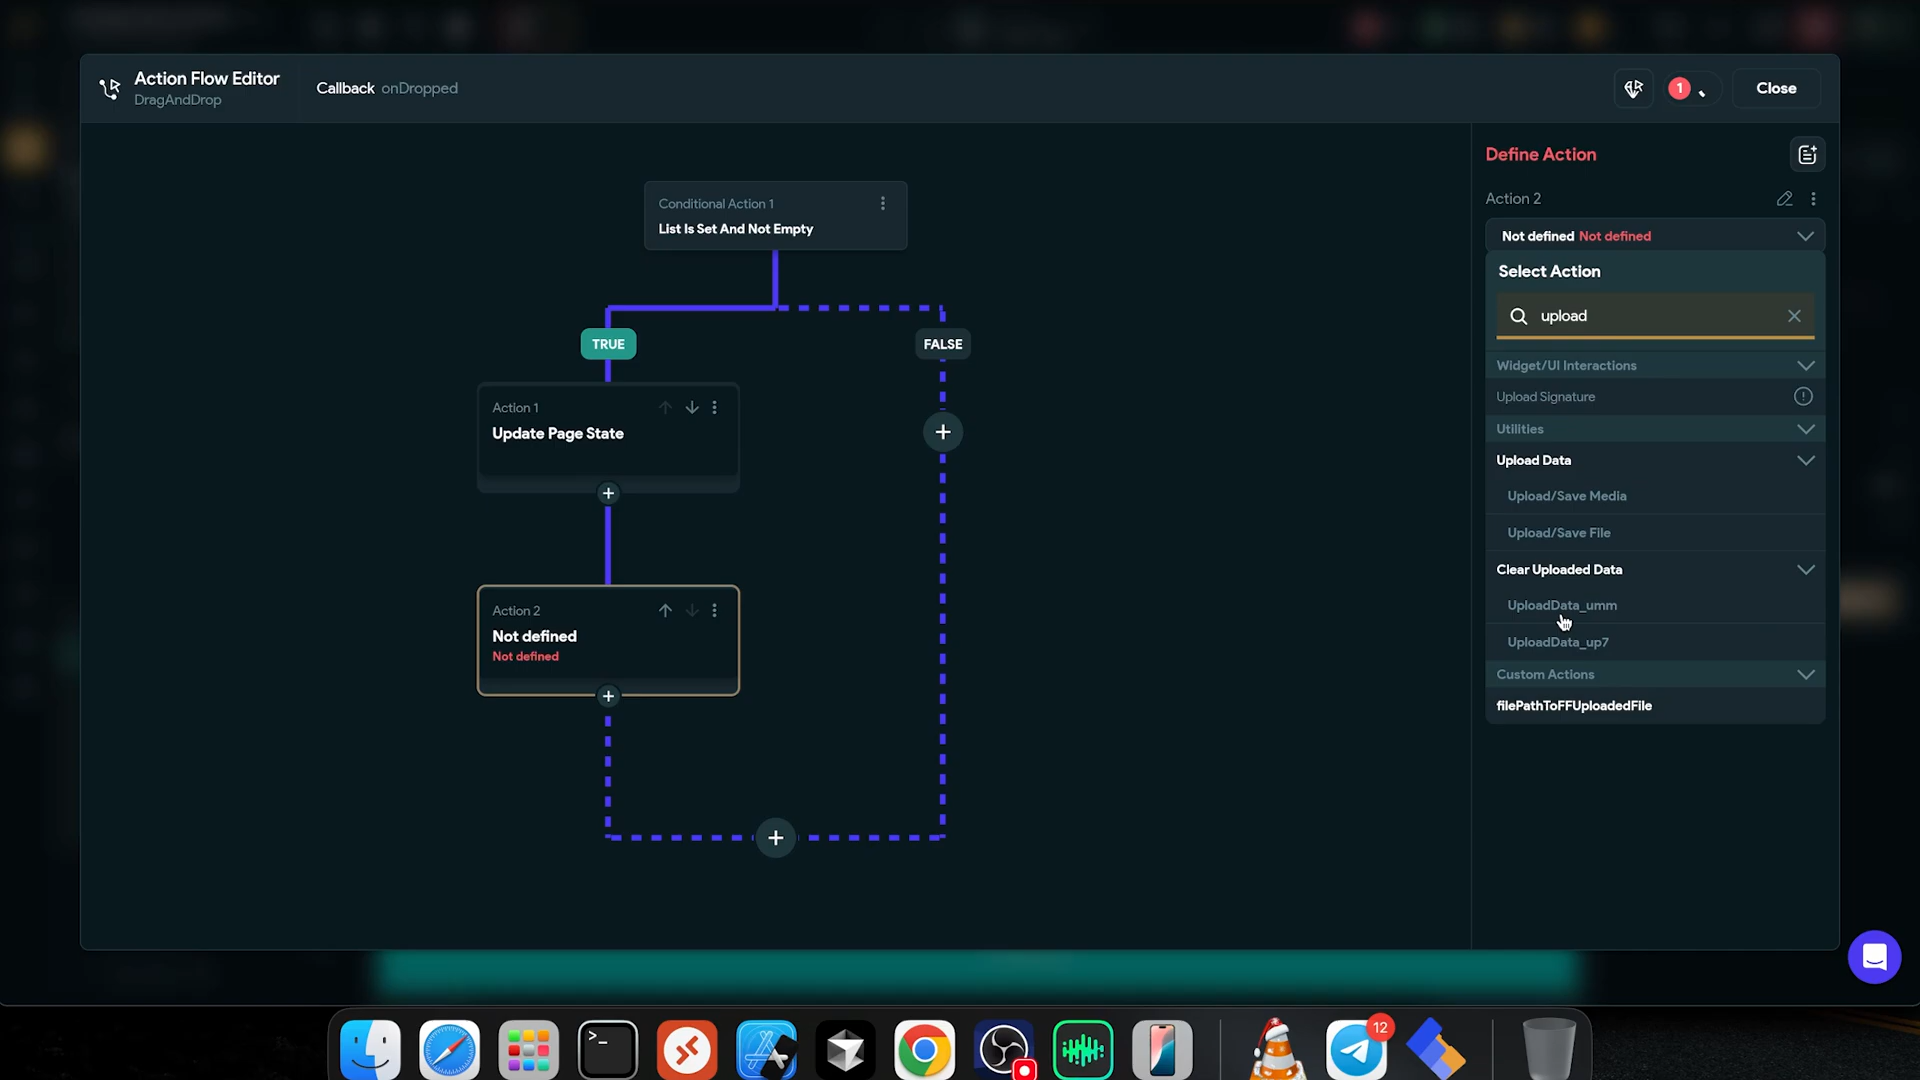 Action Flow Editor
DragAndDrop
Callback onDropped
1
Close
Define Action
Action 2
Not defined Not defined
Select Action
upload
Widget/UI Interactions
Upload Signature
Utilities
Upload Data
Upload/Save Media
Upload/Save File
Clear Uploaded Data
UploadData_umm
UploadData_up7
Custom Actions
filePathToFFUploadedFile
Conditional Action 1
List Is Set And Not Empty
TRUE
FALSE
Action 1
Update Page State
Action 2
Not defined
Not defined
12